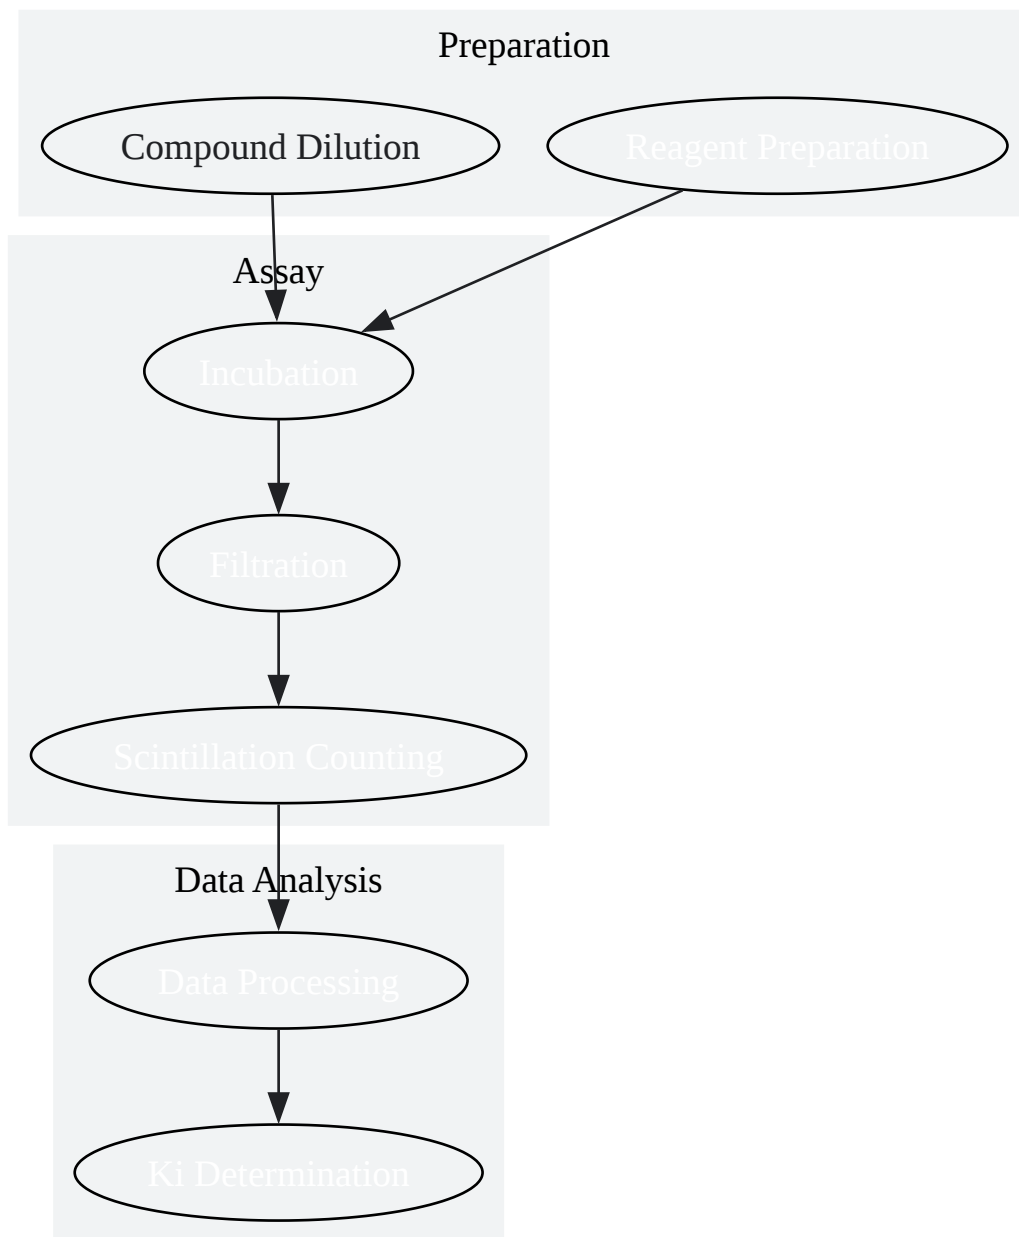 Preparation
Compound Dilution
Reagent Preparation
Assay
Incubation
Filtration
Scintillation Counting
Data Analysis
Data Processing
Ki Determination